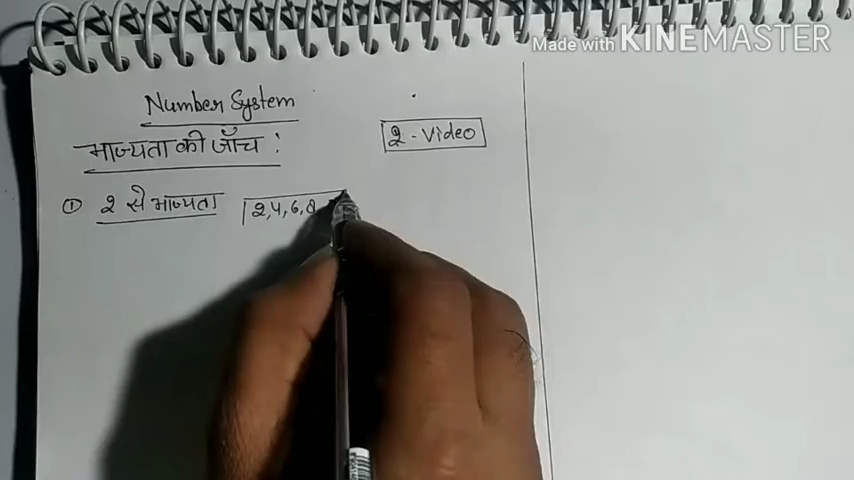 Made with KINEMASTER
Number System
भाज्यता की जाँच :
2 - Video
① 2 से भाज्यता 2,4,6,8